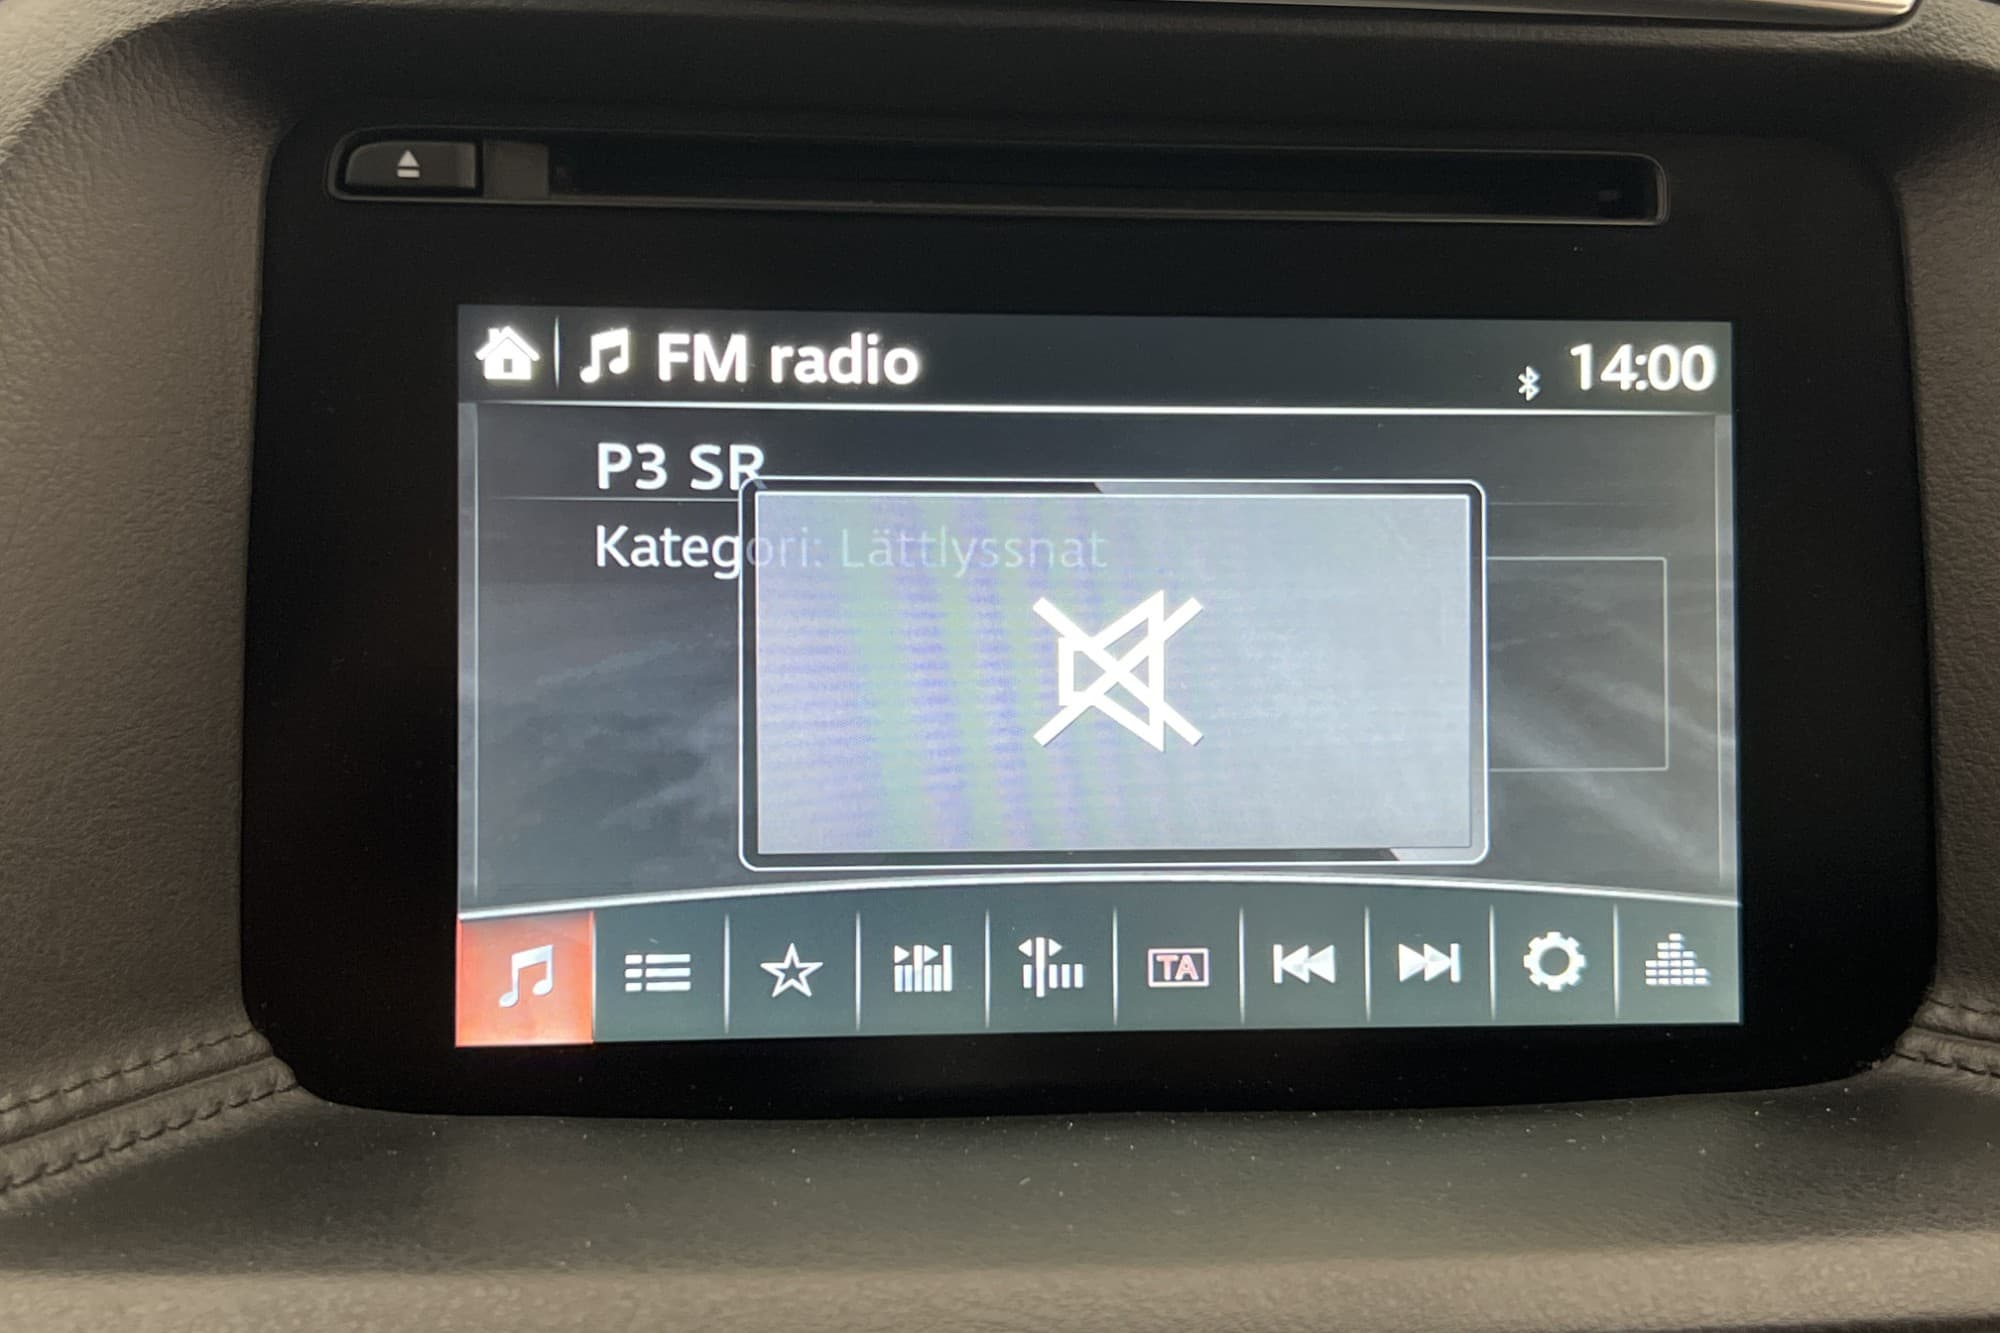 FM radio
14:00
P3 SR
Kategori: Lättlyssnat
TA